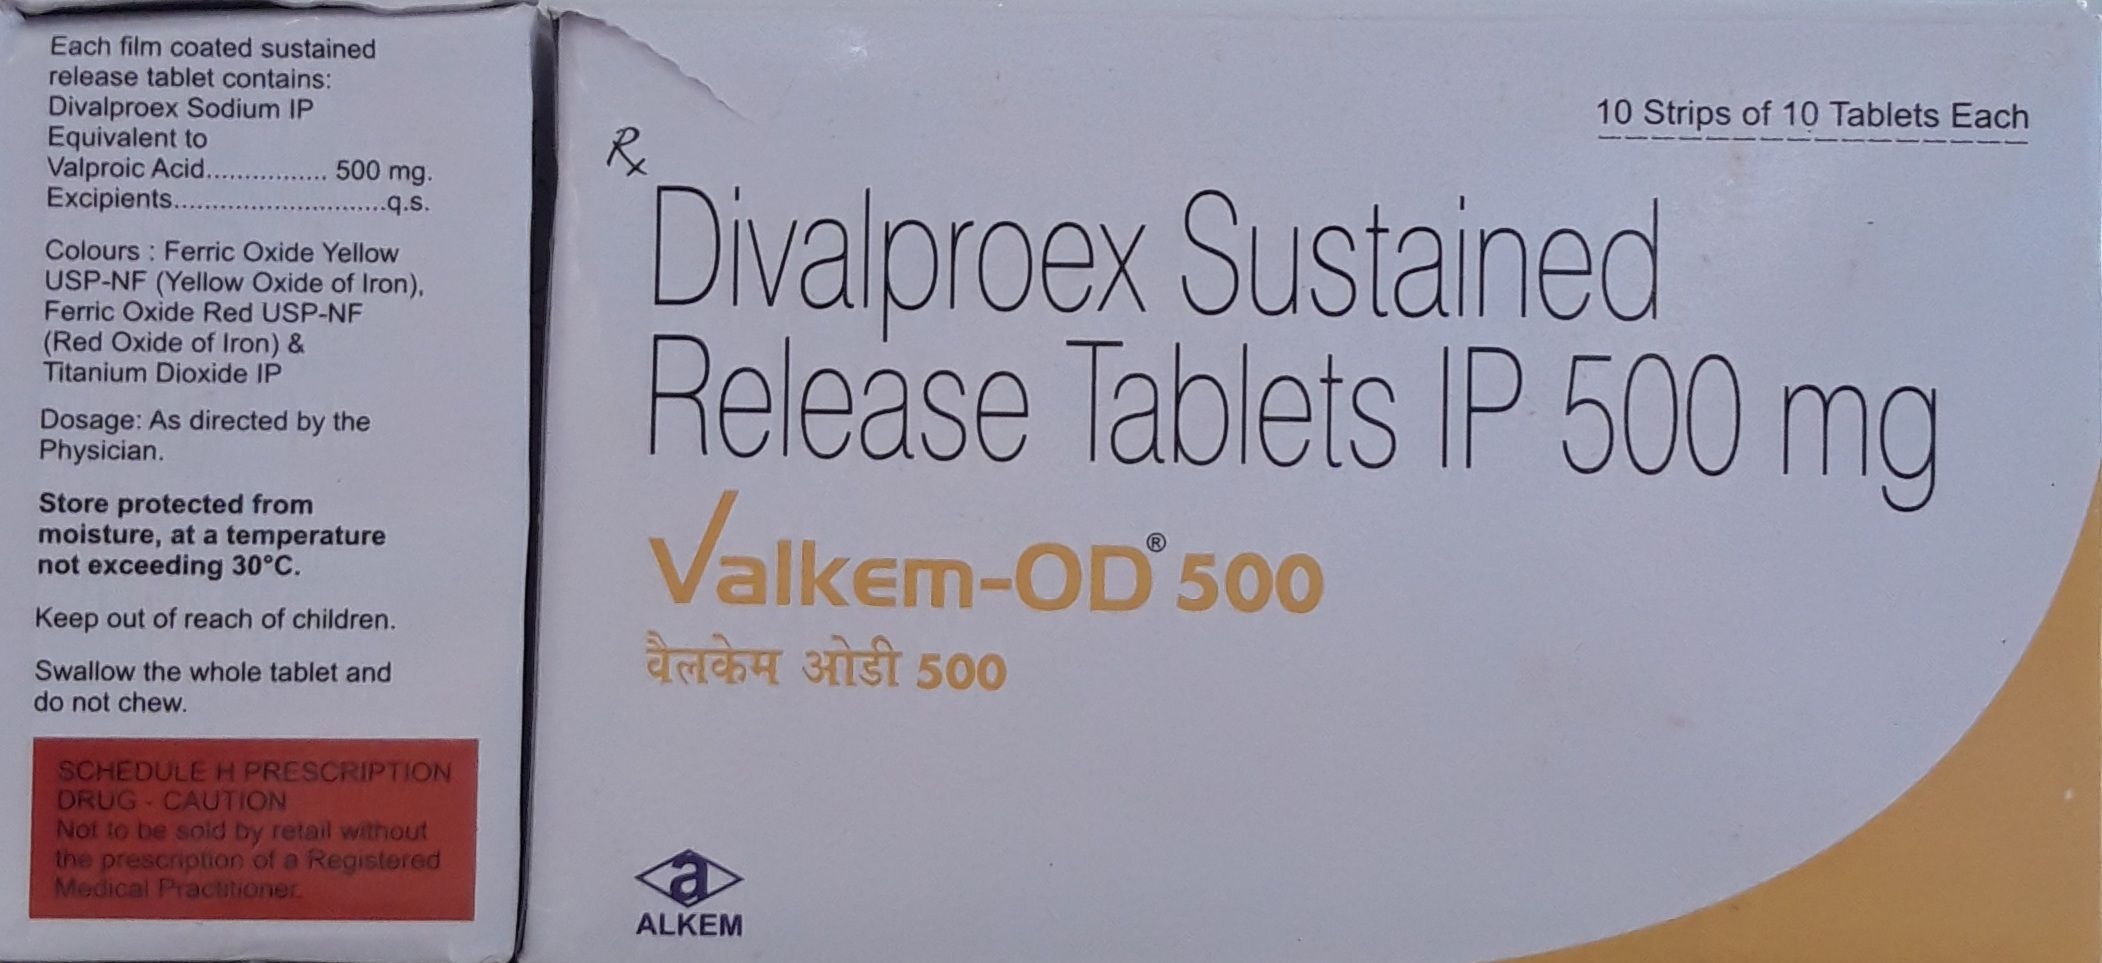 Each film coated sustained
release tablet contains:
Divalproex Sodium IP
Equivalent to
Valproic Acid................ 500 mg.
Excipients............................q.s.
Colours : Ferric Oxide Yellow
USP-NF (Yellow Oxide of Iron),
Ferric Oxide Red USP-NF
(Red Oxide of Iron) &
Titanium Dioxide IP
Dosage: As directed by the
Physician.
Store protected from
moisture, at a temperature
not exceeding 30°C.
Keep out of reach of children.
Swallow the whole tablet and
do not chew.
SCHEDULE H PRESCRIPTION
DRUG - CAUTION
Not to be sold by retail without
the prescription of a Registered
Medical Practitioner.
10 Strips of 10 Tablets Each
Rx
Divalproex Sustained
Release Tablets IP 500 mg
Valkem-OD® 500
वैलकेम ओडी 500
a
ALKEM